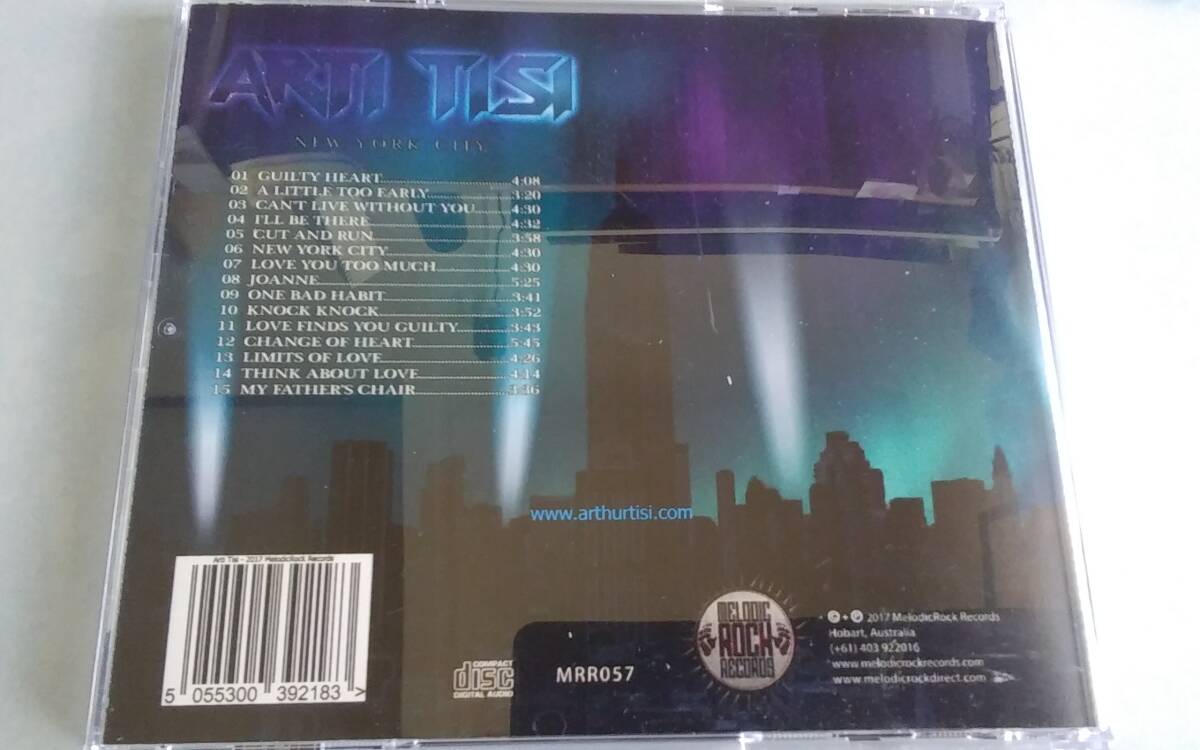 ARTI TISI
NEW YORK CITY
01 GUILTY HEART 4:08
02 A LITTLE TOO EARLY 3:20
03 CAN'T LIVE WITHOUT YOU 4:30
04 I'LL BE THERE 4:32
05 CUT AND RUN 3:58
06 NEW YORK CITY 4:30
07 LOVE YOU TOO MUCH 4:30
08 JOANNE 5:25
09 ONE BAD HABIT 3:41
10 KNOCK KNOCK 3:52
11 LOVE FINDS YOU GUILTY 3:43
12 CHANGE OF HEART 5:45
13 LIMITS OF LOVE 4:26
14 THINK ABOUT LOVE 4:14
15 MY FATHER'S CHAIR 3:36
www.arthurtisi.com
Arti Tisi - 2017 MelodicRock Records
5 055300 392183 >
COMPACT
disc
DIGITAL AUDIO
MRR057
MELODIC
ROCK
RECORDS
℗ + © 2017 MelodicRock Records
Hobart, Australia
(+61) 403 922016
www.melodicrockrecords.com
www.melodicrockdirect.com